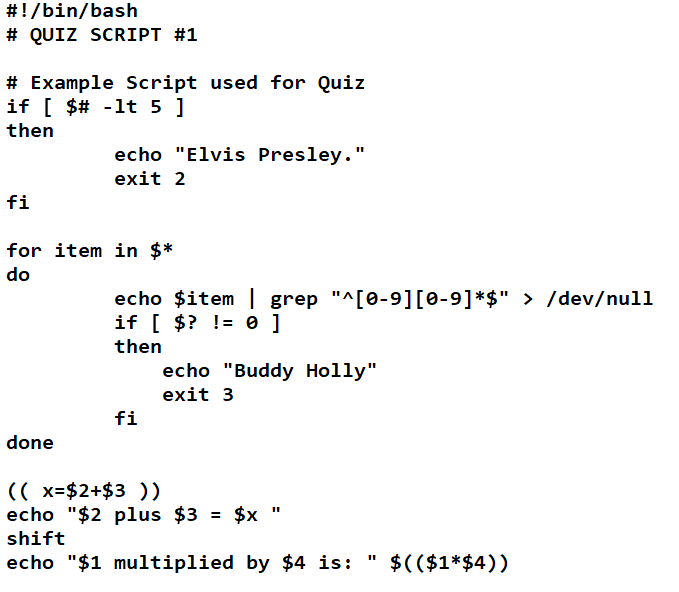 #!/bin/bash
# QUIZ SCRIPT #1
# Example Script used for Quiz
if [ $# -lt 5 ]
then
echo "Elvis Presley."
exit 2
fi
for item in $*
do
echo $item | grep "^[0-9][0-9]*$" > /dev/null
if [ $? != 0 ]
then
echo "Buddy Holly"
exit 3
fi
done
(( x=$2+$3 ))
echo "$2 plus $3 = $x "
shift
echo "$1 multiplied by $4 is: " $(($1*$4))